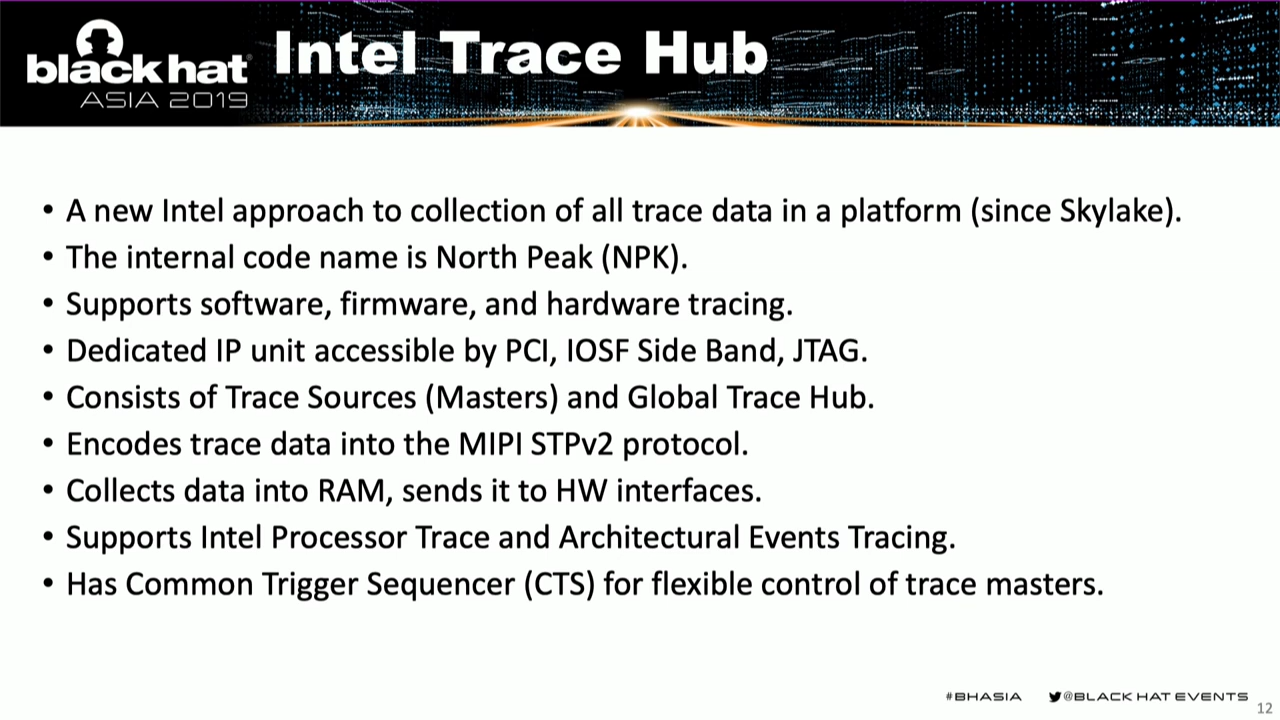 black hat
ASIA 2019
Intel Trace Hub
• A new Intel approach to collection of all trace data in a platform (since Skylake).
• The internal code name is North Peak (NPK).
• Supports software, firmware, and hardware tracing.
• Dedicated IP unit accessible by PCI, IOSF Side Band, JTAG.
• Consists of Trace Sources (Masters) and Global Trace Hub.
• Encodes trace data into the MIPI STPv2 protocol.
• Collects data into RAM, sends it to HW interfaces.
• Supports Intel Processor Trace and Architectural Events Tracing.
• Has Common Trigger Sequencer (CTS) for flexible control of trace masters.
#BHASIA @BLACK HAT EVENTS
12